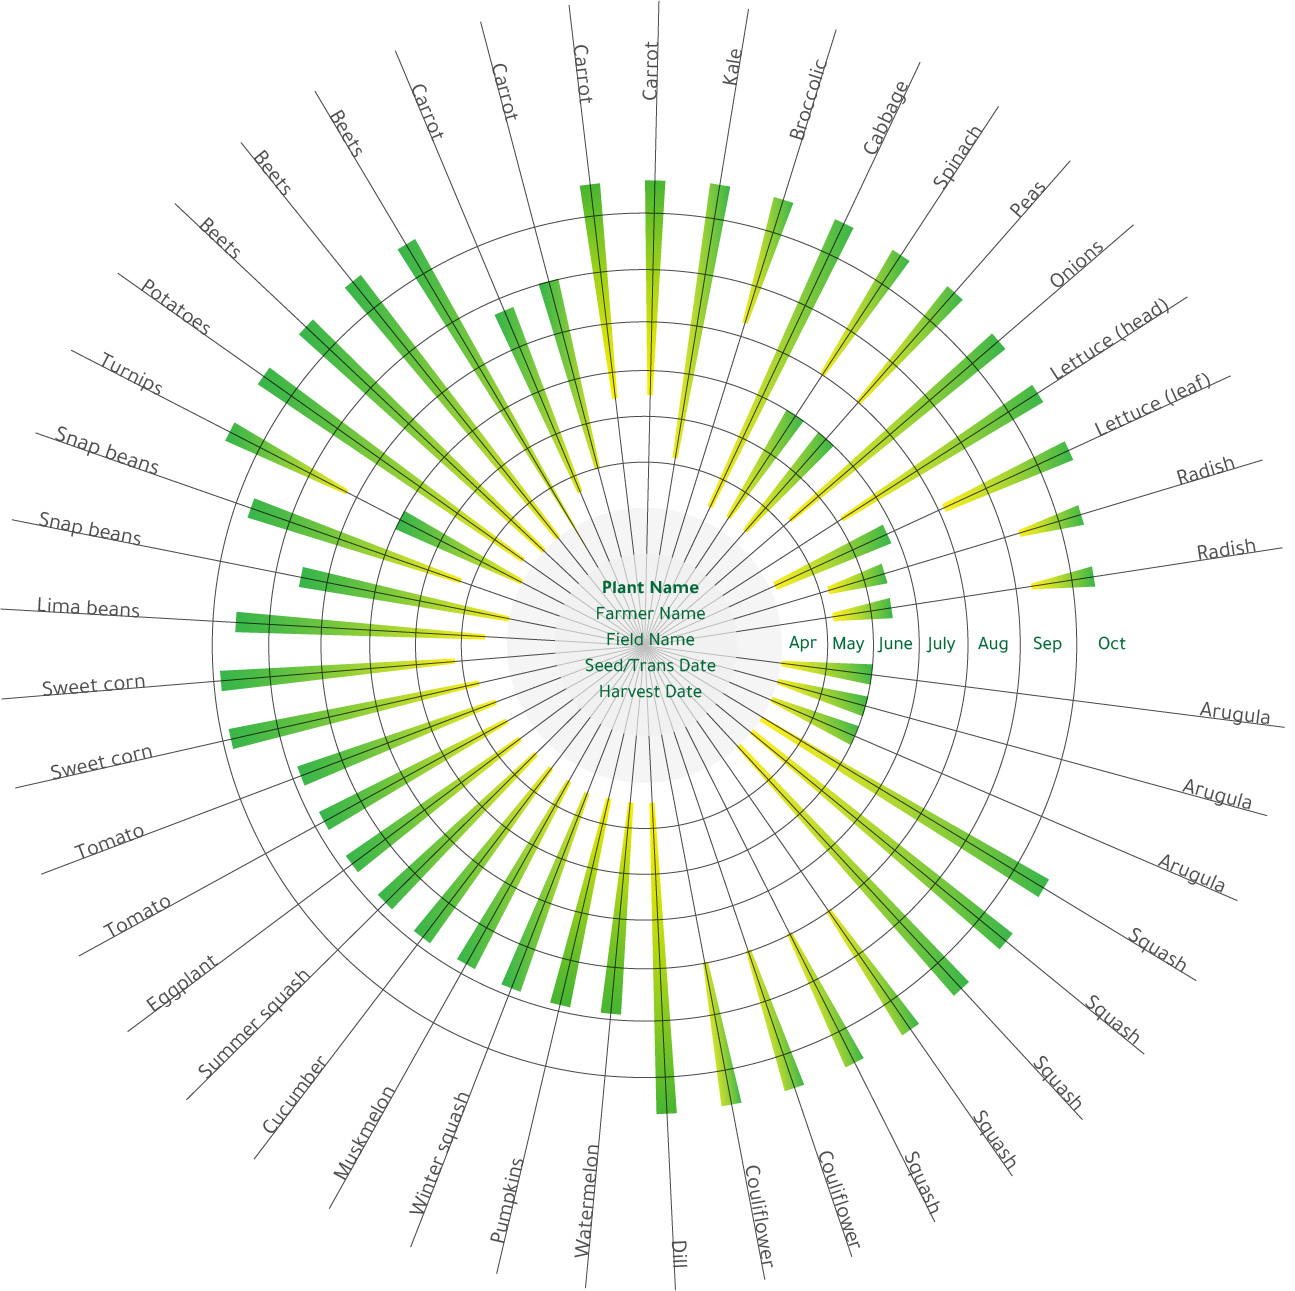 Carrot
Kale
Broccolic
Cabbage
Spinach
Peas
Onions
Lettuce (head)
Lettuce (leaf)
Radish
Radish
Arugula
Arugula
Arugula
Squash
Squash
Squash
Squash
Squash
Couliflower
Couliflower
Dill
Watermelon
Pumpkins
Winter squash
Muskmelon
Cucumber
Summer squash
Eggplant
Tomato
Tomato
Sweet corn
Sweet corn
Lima beans
Snap beans
Snap beans
Turnips
Potatoes
Beets
Beets
Beets
Carrot
Carrot
Carrot
Plant Name
Farmer Name
Field Name
Seed/Trans Date
Harvest Date
Apr May June July Aug Sep Oct